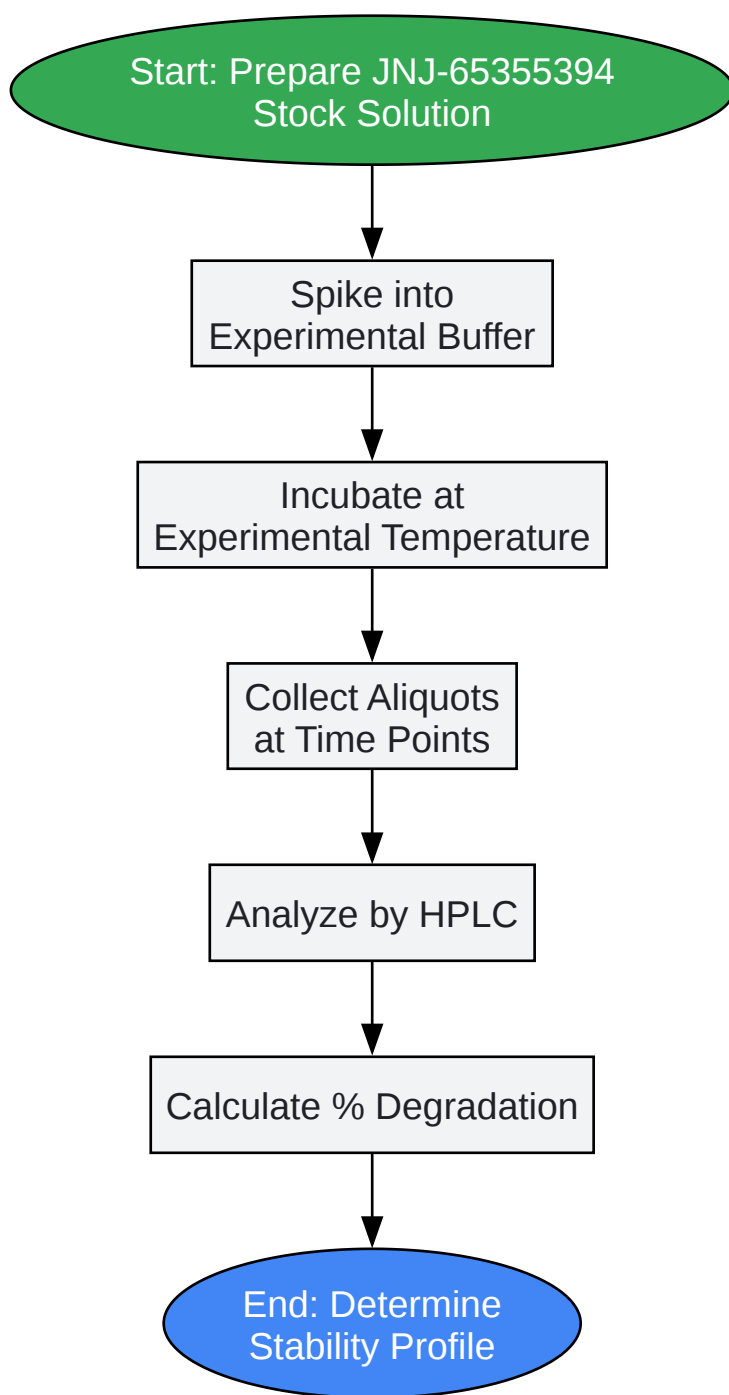 Start: Prepare JNJ-65355394
Stock Solution
Spike into
Experimental Buffer
Incubate at
Experimental Temperature
Collect Aliquots
at Time Points
Analyze by HPLC
Calculate % Degradation
End: Determine
Stability Profile